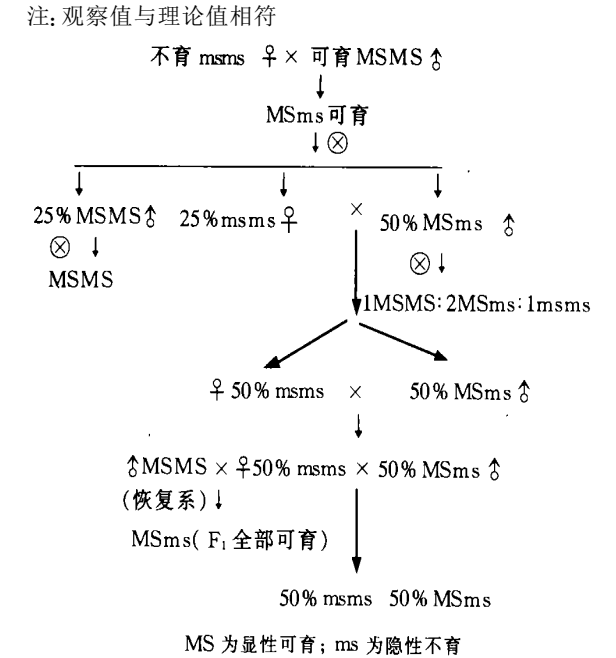 注:观察值与理论值相符
不育 msms ♀ × 可育 MSMS ♂
MSms 可育
⊗
25% MSMS ♂ 25% msms ♀ × 50% MSms ♂
⊗ ⊗
MSMS
1MSMS:2MSms:1msms
♀ 50% msms × 50% MSms ♂
♂MSMS × ♀50% msms × 50% MSms ♂
(恢复系)
MSms( F₁ 全部可育)
50% msms 50% MSms
MS 为显性可育; ms 为隐性不育